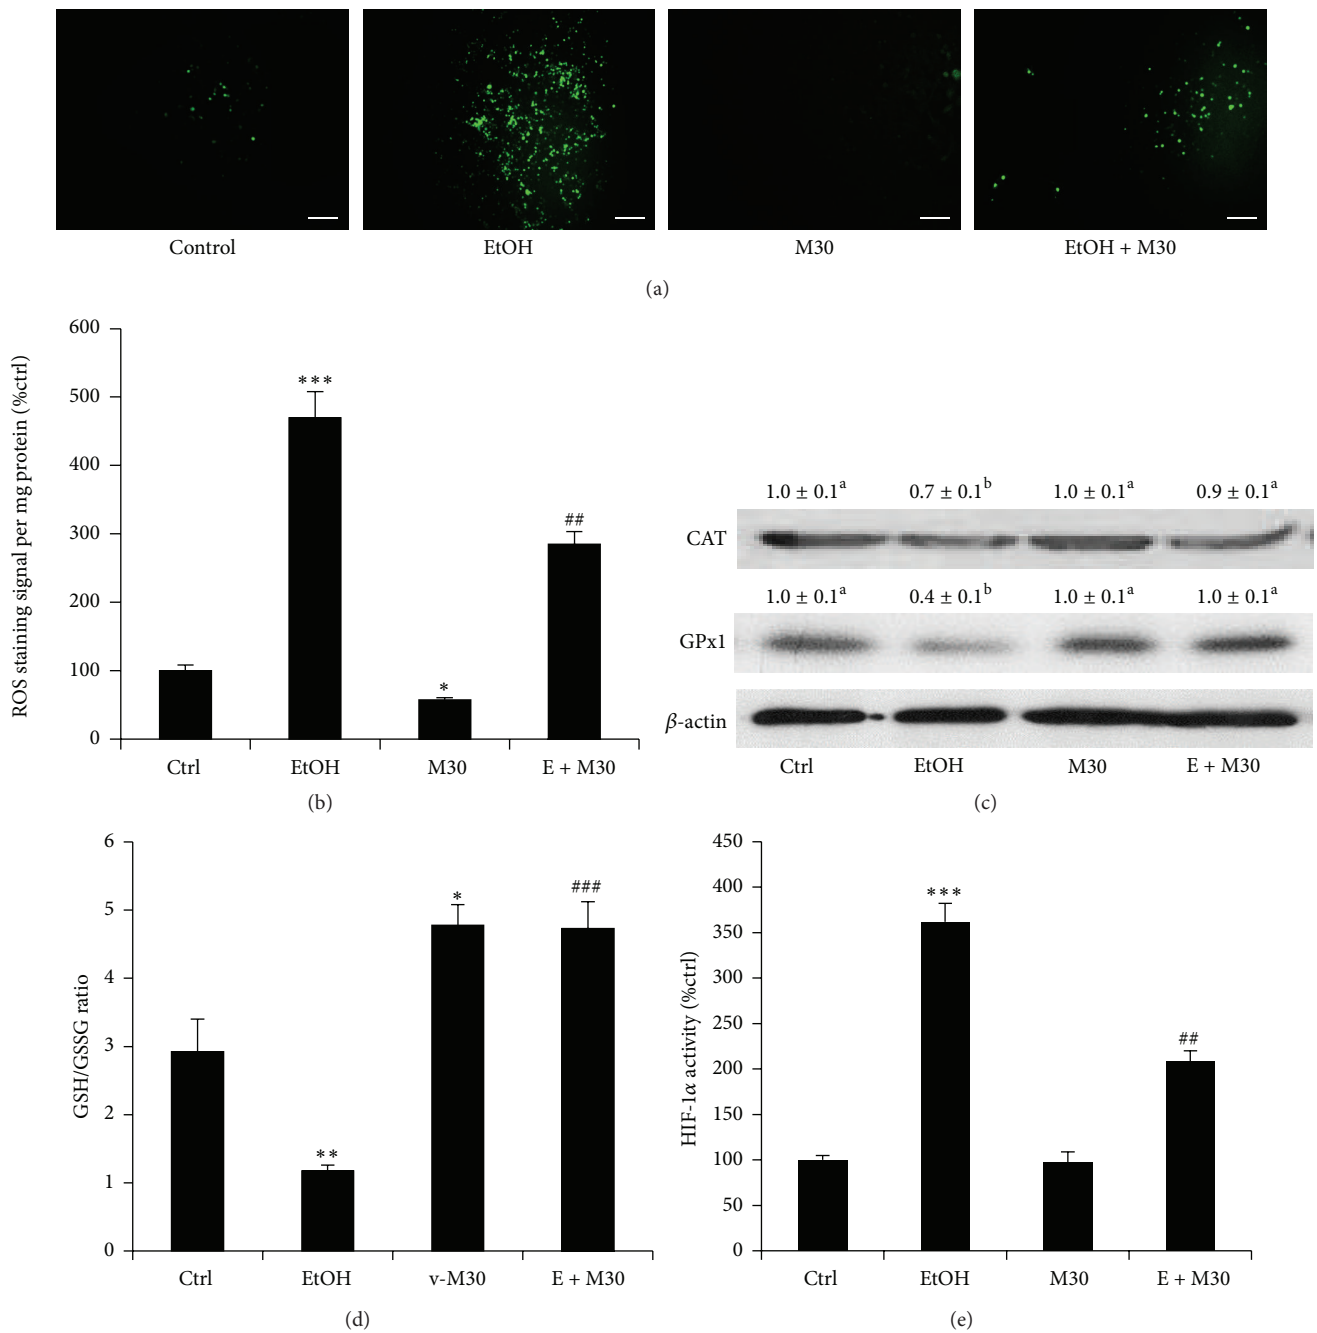 Control EtOH M30 EtOH + M30
(a)
ROS staining signal per mg protein (%ctrl)
600
500
400
300
200
100
0
***
*
##
Ctrl EtOH M30 E + M30
(b)
1.0 ± 0.1a 0.7 ± 0.1b 1.0 ± 0.1a 0.9 ± 0.1a
CAT
1.0 ± 0.1a 0.4 ± 0.1b 1.0 ± 0.1a 1.0 ± 0.1a
GPx1
β-actin
Ctrl EtOH M30 E + M30
(c)
GSH/GSSG ratio
6
5
4
3
2
1
0
**
*
###
Ctrl EtOH v-M30 E + M30
(d)
HIF-1α activity (%ctrl)
450
400
350
300
250
200
150
100
50
0
***
##
Ctrl EtOH M30 E + M30
(e)